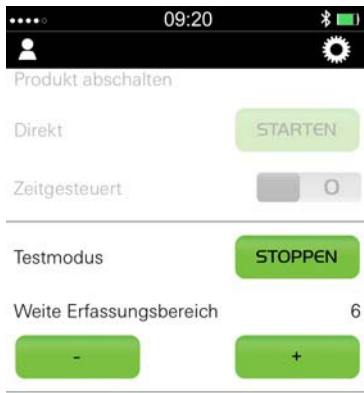 09:20
Produkt abschalten
Direkt STARTEN
Zeitgesteuert O
Testmodus STOPPEN
Weite Erfassungsbereich 6
- +